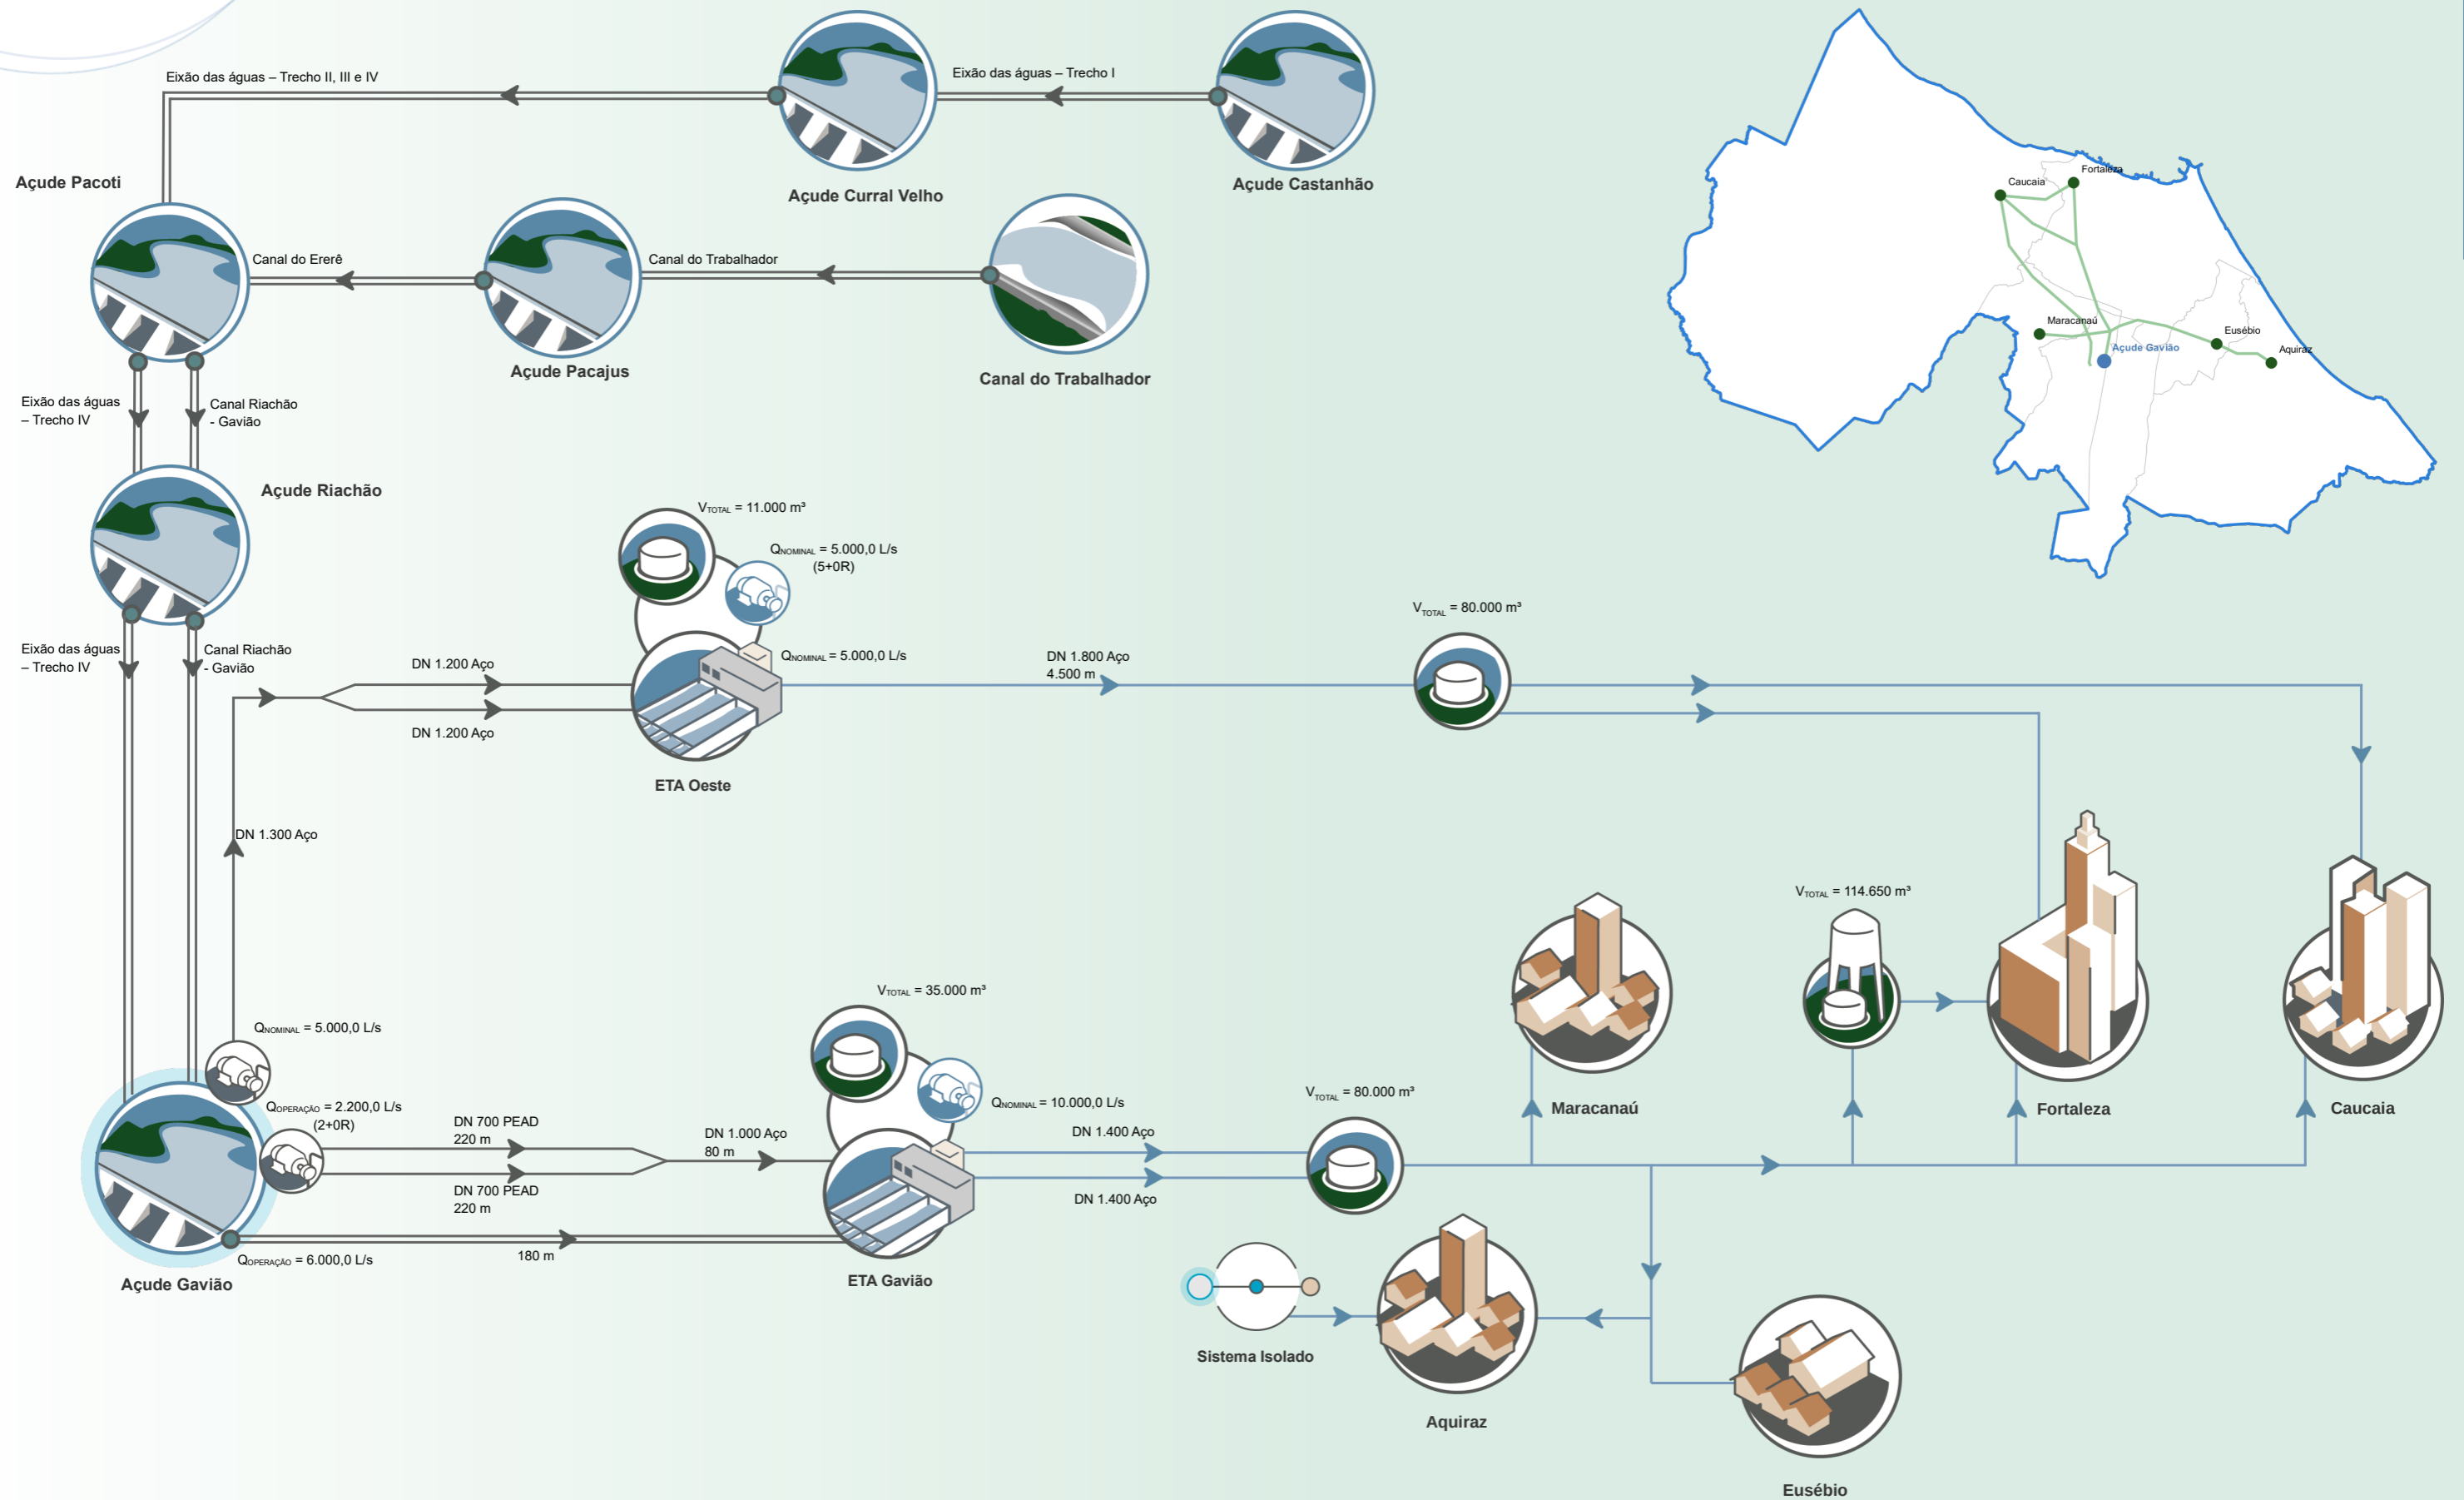 Eixão das águas – Trecho II, III e IV
Eixão das águas – Trecho I
Açude Pacoti
Açude Curral Velho
Açude Castanhão
Canal do Ererê
Canal do Trabalhador
Açude Pacajus
Canal do Trabalhador
Eixão das águas
– Trecho IV
Canal Riachão
- Gavião
Açude Riachão
Fortaleza
Caucaia
Maracanaú
Açude Gavião
Eusébio
Aquiraz
VTOTAL = 11.000 m³
QNOMINAL = 5.000,0 L/s
(5+0R)
Eixão das águas
– Trecho IV
Canal Riachão
- Gavião
DN 1.200 Aço
DN 1.200 Aço
QNOMINAL = 5.000,0 L/s
DN 1.800 Aço
4.500 m
VTOTAL = 80.000 m³
ETA Oeste
DN 1.300 Aço
VTOTAL = 114.650 m³
VTOTAL = 35.000 m³
QNOMINAL = 5.000,0 L/s
QOPERAÇÃO = 2.200,0 L/s
(2+0R)
DN 700 PEAD
220 m
DN 700 PEAD
220 m
DN 1.000 Aço
80 m
QNOMINAL = 10.000,0 L/s
DN 1.400 Aço
DN 1.400 Aço
VTOTAL = 80.000 m³
Maracanaú
Fortaleza
Caucaia
QOPERAÇÃO = 6.000,0 L/s
180 m
Açude Gavião
ETA Gavião
Sistema Isolado
Aquiraz
Eusébio